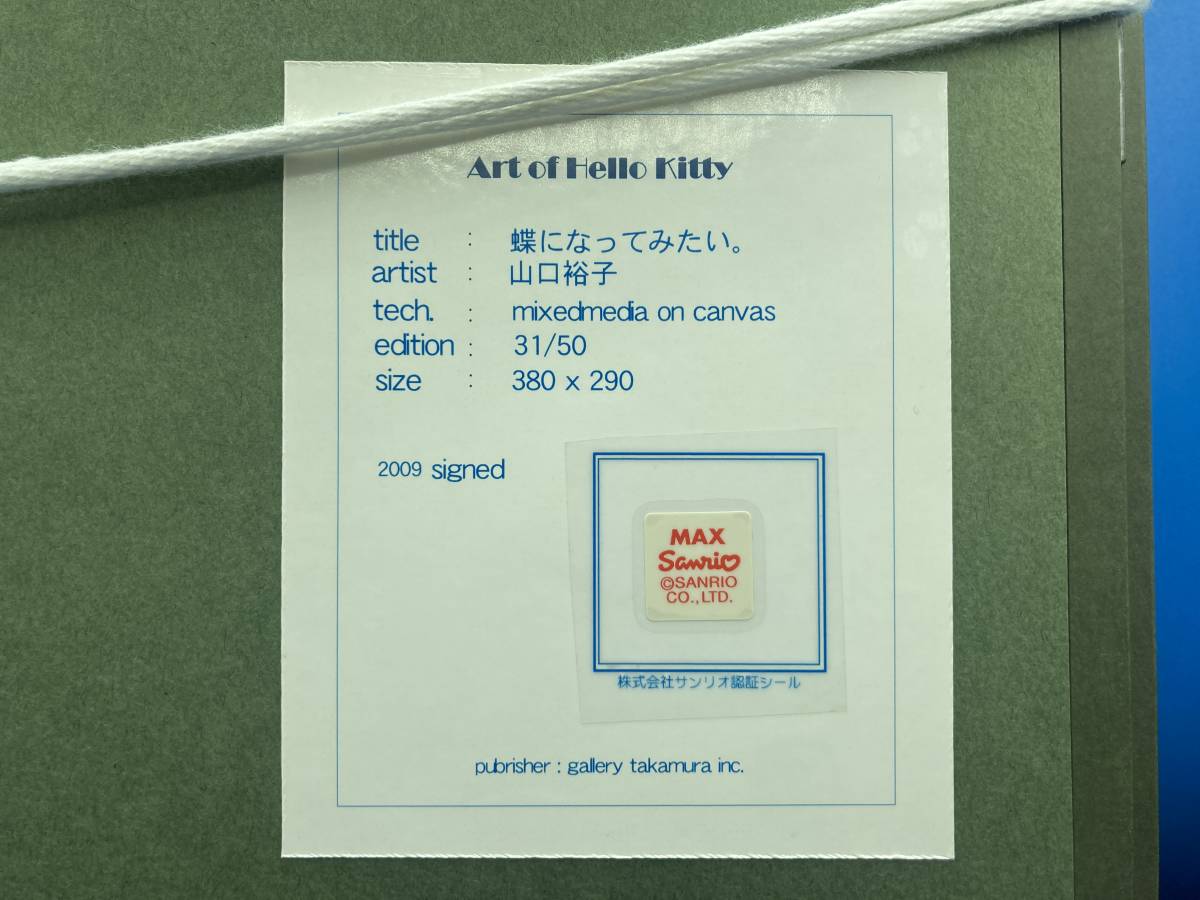 Art of Hello Kitty
title : 蝶になってみたい。
artist : 山口裕子
tech. : mixedmedia on canvas
edition : 31/50
size : 380 x 290
2009 signed
MAX
Sanrio
©SANRIO
CO.,LTD.
株式会社サンリオ認証シール
pubrisher : gallery takamura inc.